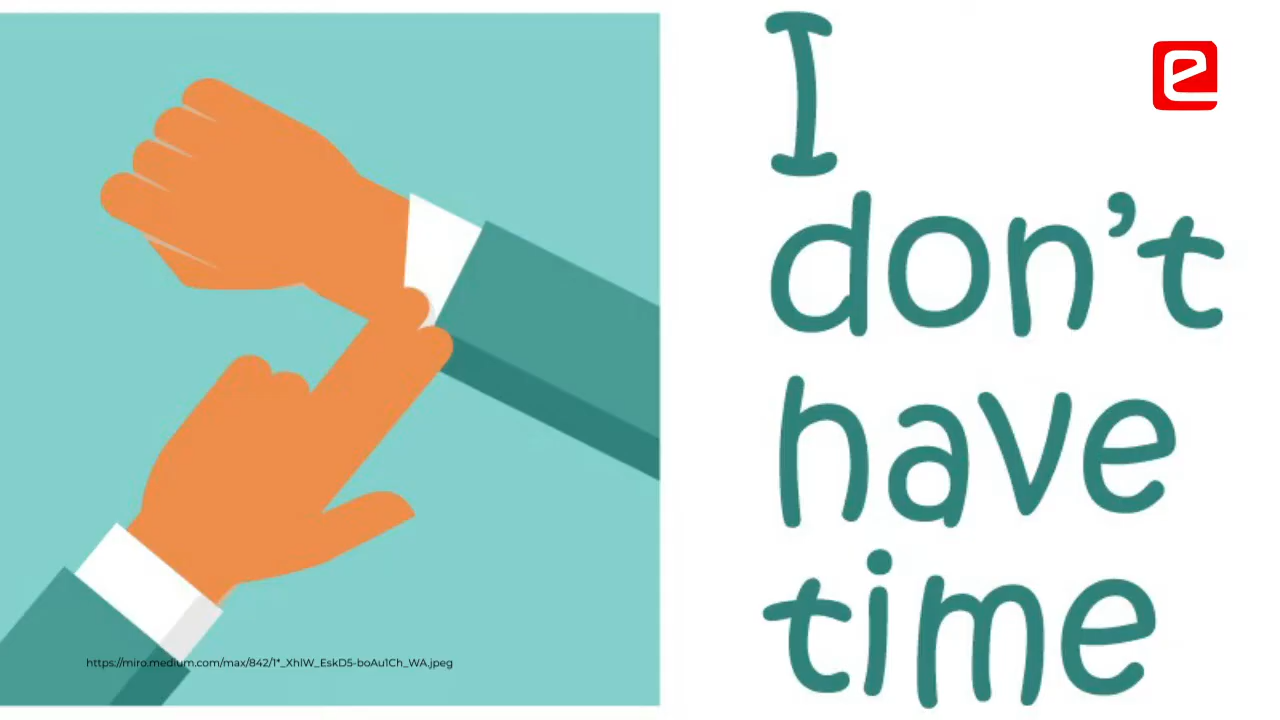 I
don't
have
time
e
https://miro.medium.com/max/842/1*_XhlW_EskD5-boAu1Ch_WA.jpeg